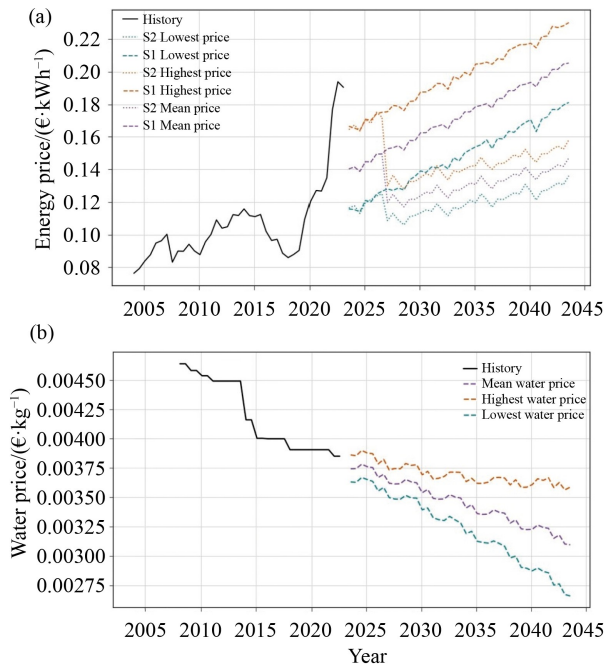 (a)
Energy price/(€·kWh⁻¹)
0.22
0.20
0.18
0.16
0.14
0.12
0.10
0.08
History
S2 Lowest price
S1 Lowest price
S2 Highest price
S1 Highest price
S2 Mean price
S1 Mean price
2005 2010 2015 2020 2025 2030 2035 2040 2045
(b)
Water price/(€·kg⁻¹)
0.00450
0.00425
0.00400
0.00375
0.00350
0.00325
0.00300
0.00275
History
Mean water price
Highest water price
Lowest water price
2005 2010 2015 2020 2025 2030 2035 2040 2045
Year